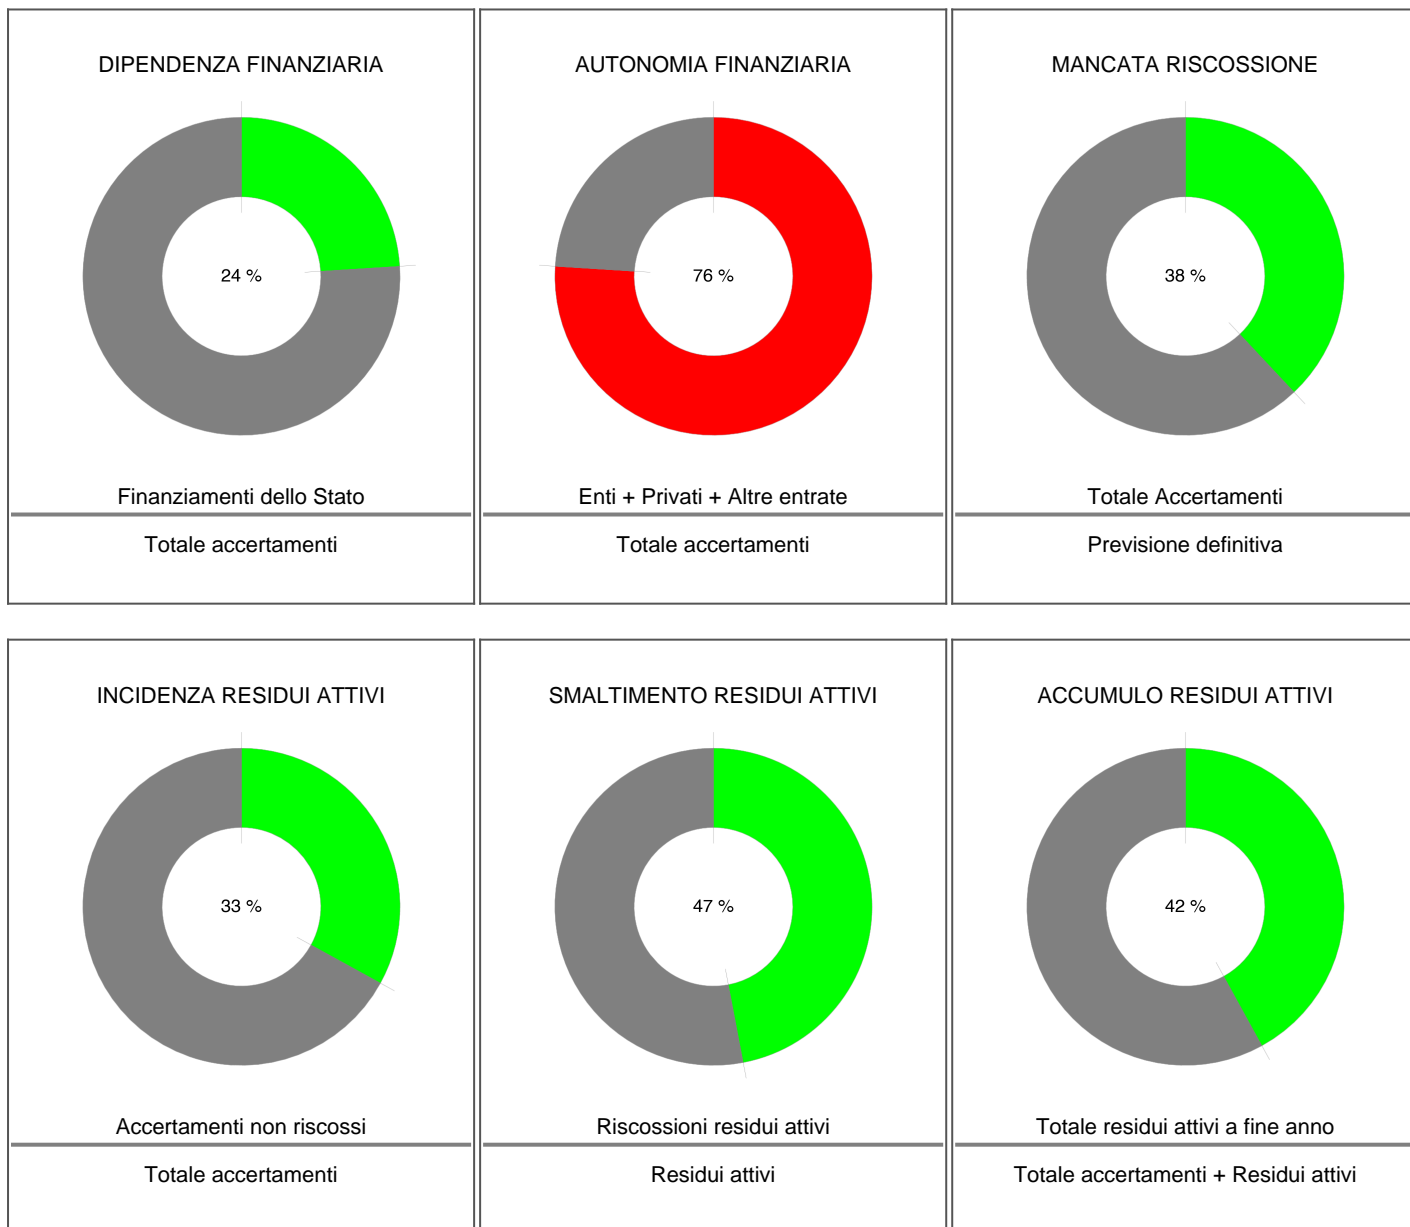 DIPENDENZA FINANZIARIA
24 %
Finanziamenti dello Stato
Totale accertamenti
AUTONOMIA FINANZIARIA
76 %
Enti + Privati + Altre entrate
Totale accertamenti
MANCATA RISCOSSIONE
38 %
Totale Accertamenti
Previsione definitiva
INCIDENZA RESIDUI ATTIVI
33 %
Accertamenti non riscossi
Totale accertamenti
SMALTIMENTO RESIDUI ATTIVI
47 %
Riscossioni residui attivi
Residui attivi
ACCUMULO RESIDUI ATTIVI
42 %
Totale residui attivi a fine anno
Totale accertamenti + Residui attivi